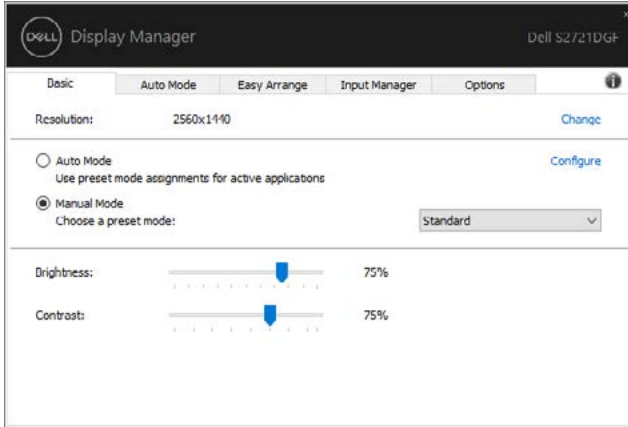 DELL Display Manager
Dell S2721DGF
Basic Auto Mode Easy Arrange Input Manager Options
Resolution: 2560x1440 Change
Auto Mode Configure
Use preset mode assignments for active applications
Manual Mode
Choose a preset mode: Standard
Brightness: 75%
Contrast: 75%